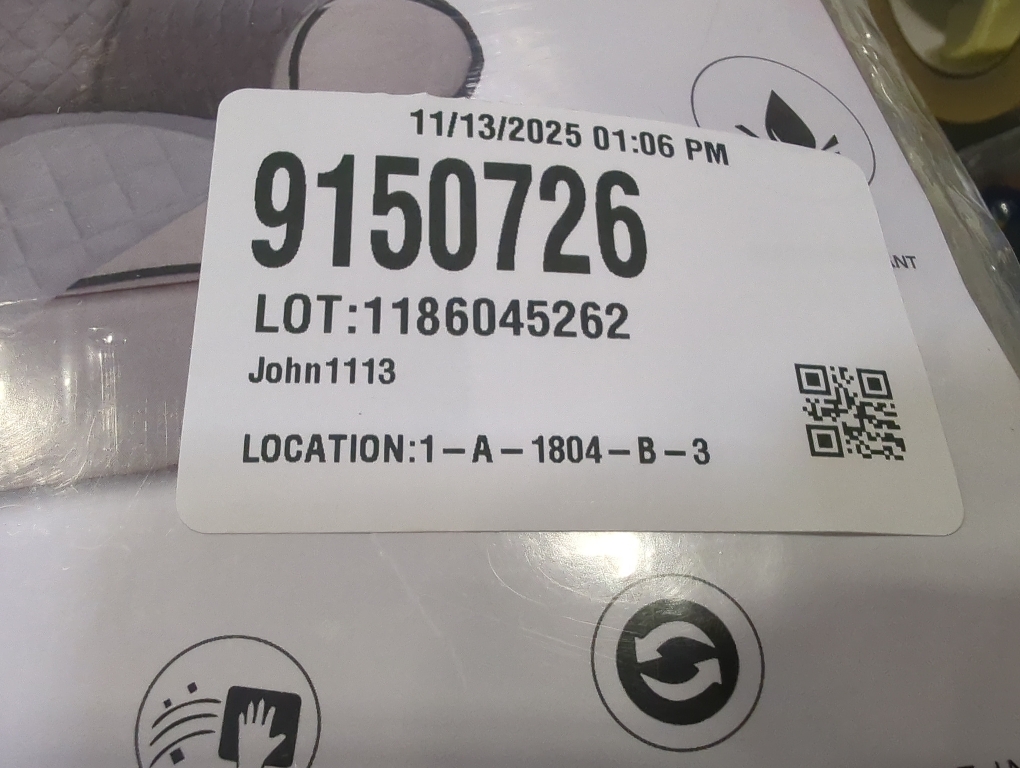 11/13/2025 01:06 PM
9150726
LOT:1186045262
John1113
LOCATION:1-A-1804-B-3